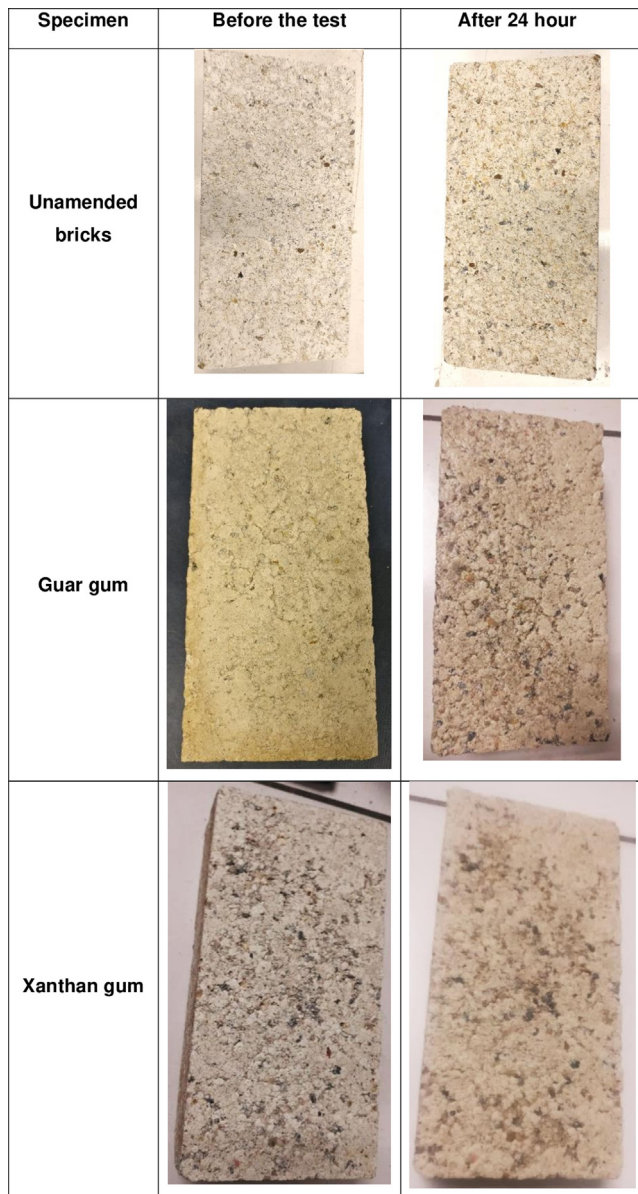 Specimen
Before the test
After 24 hour
Unamended
bricks
Guar gum
Xanthan gum